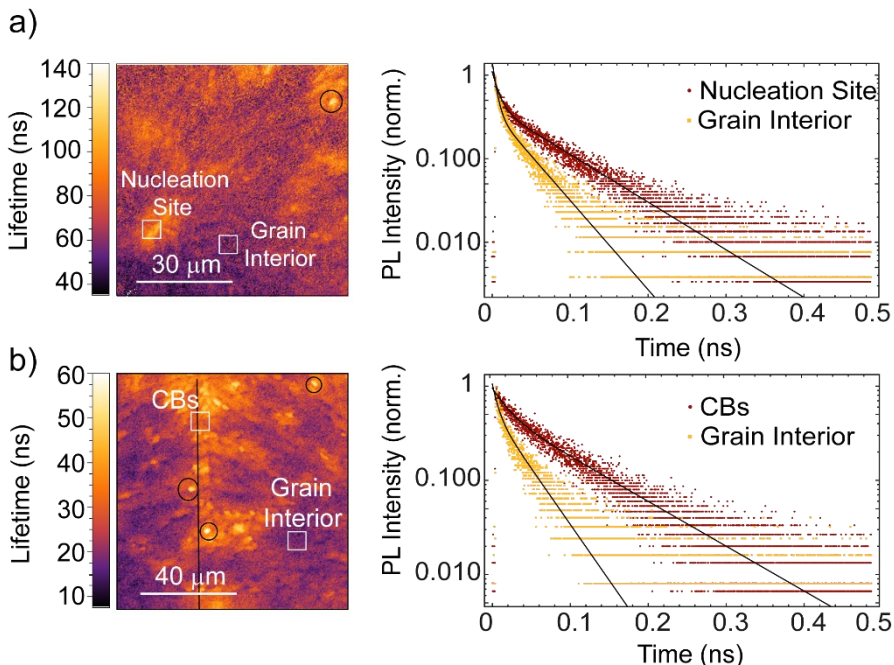 a)
Lifetime (ns)
140
120
100
80
60
40
Nucleation
Site
Grain
Interior
30 μm
PL Intensity (norm.)
1
0.100
0.010
Nucleation Site
Grain Interior
0
0.1
0.2
0.3
0.4
0.5
Time (ns)
b)
Lifetime (ns)
60
50
40
30
20
10
CBs
Grain
Interior
40 μm
PL Intensity (norm.)
1
0.100
0.010
CBs
Grain Interior
0
0.1
0.2
0.3
0.4
0.5
Time (ns)